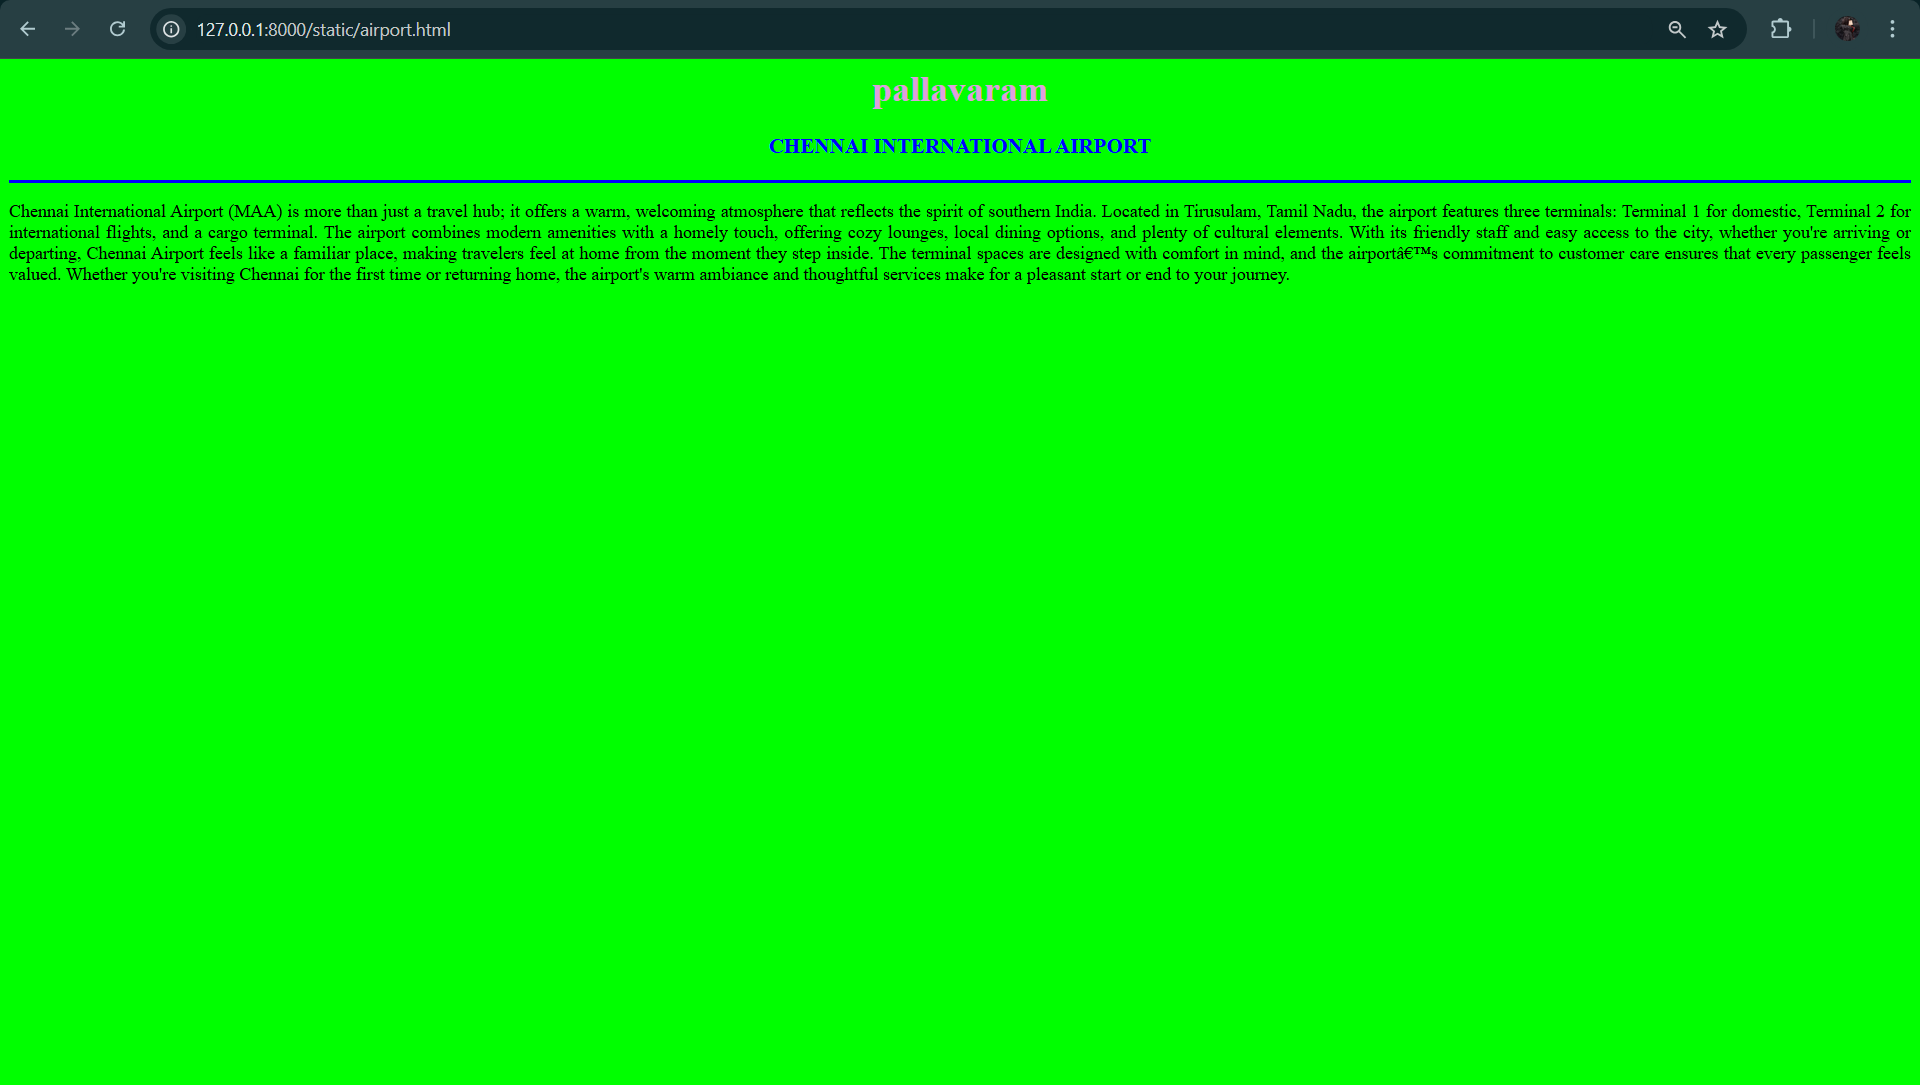 127.0.0.1:8000/static/airport.html
pallavaram
CHENNAI INTERNATIONAL AIRPORT
Chennai International Airport (MAA) is more than just a travel hub; it offers a warm, welcoming atmosphere that reflects the spirit of southern India. Located in Tirusulam, Tamil Nadu, the airport features three terminals: Terminal 1 for domestic, Terminal 2 for
international flights, and a cargo terminal. The airport combines modern amenities with a homely touch, offering cozy lounges, local dining options, and plenty of cultural elements. With its friendly staff and easy access to the city, whether you're arriving or
departing, Chennai Airport feels like a familiar place, making travelers feel at home from the moment they step inside. The terminal spaces are designed with comfort in mind, and the airportâ€™s commitment to customer care ensures that every passenger feels
valued. Whether you're visiting Chennai for the first time or returning home, the airport's warm ambiance and thoughtful services make for a pleasant start or end to your journey.